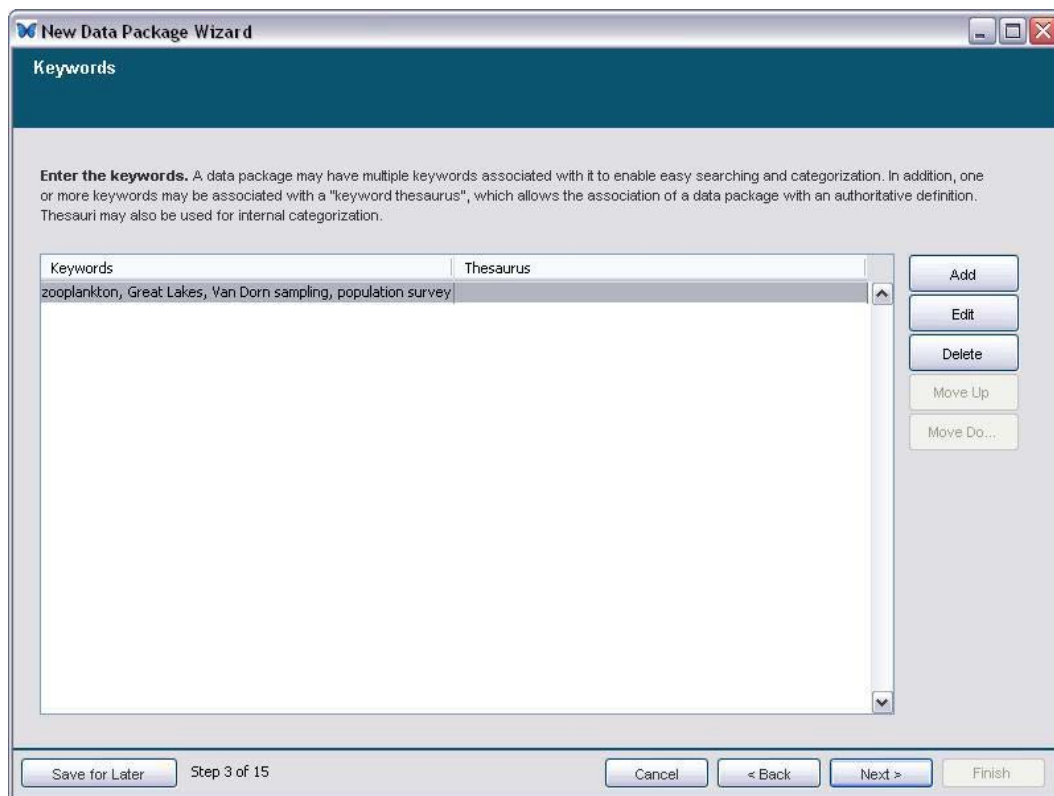 New Data Package Wizard
Keywords
Enter the keywords. A data package may have multiple keywords associated with it to enable easy searching and categorization. In addition, one
or more keywords may be associated with a "keyword thesaurus", which allows the association of a data package with an authoritative definition.
Thesauri may also be used for internal categorization.
Keywords Thesaurus
zooplankton, Great Lakes, Van Dorn sampling, population survey
Add
Edit
Delete
Move Up
Move Do...
Save for Later Step 3 of 15 Cancel < Back Next > Finish